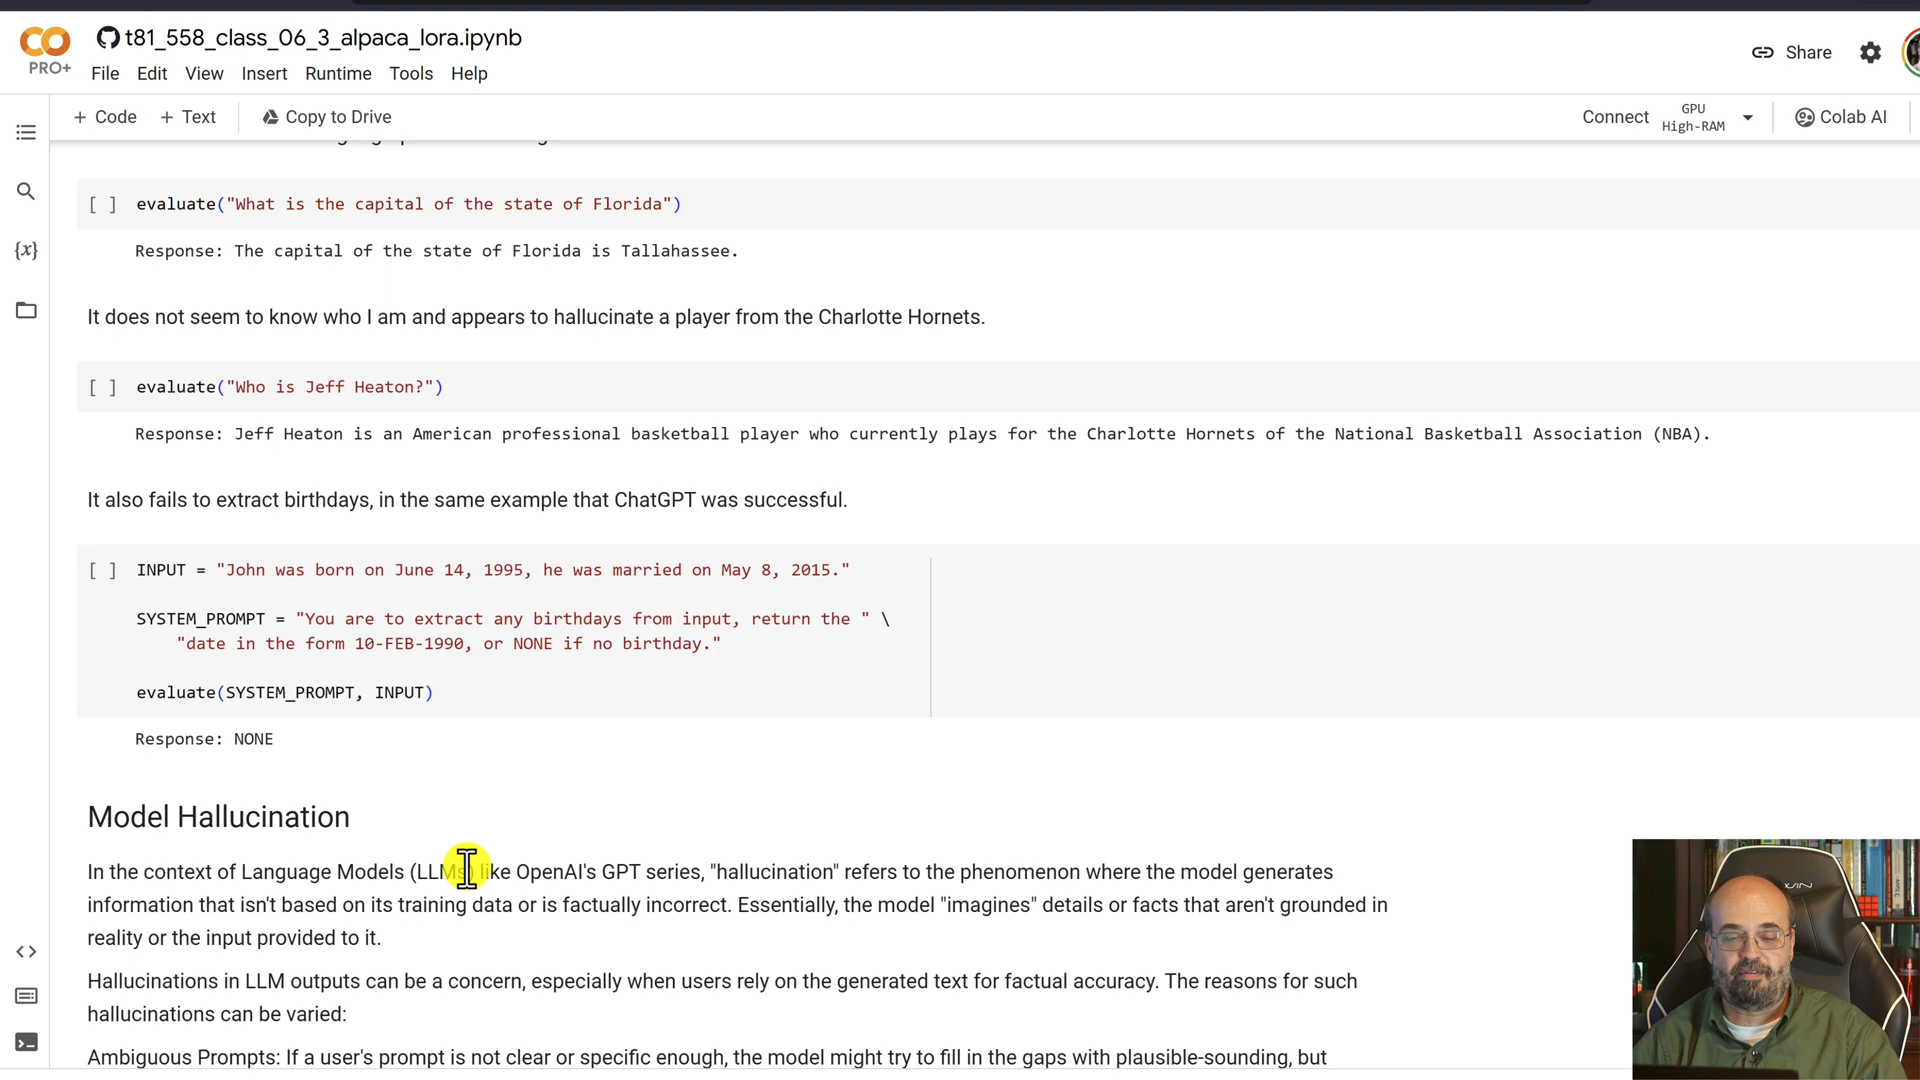 t81_558_class_06_3_alpaca_lora.ipynb
PRO+
File Edit View Insert Runtime Tools Help
Share
+ Code + Text Copy to Drive
Connect GPU High-RAM
Colab AI
[ ] evaluate("What is the capital of the state of Florida")
Response: The capital of the state of Florida is Tallahassee.
It does not seem to know who I am and appears to hallucinate a player from the Charlotte Hornets.
[ ] evaluate("Who is Jeff Heaton?")
Response: Jeff Heaton is an American professional basketball player who currently plays for the Charlotte Hornets of the National Basketball Association (NBA).
It also fails to extract birthdays, in the same example that ChatGPT was successful.
[ ] INPUT = "John was born on June 14, 1995, he was married on May 8, 2015."
SYSTEM_PROMPT = "You are to extract any birthdays from input, return the " \
"date in the form 10-FEB-1990, or NONE if no birthday."
evaluate(SYSTEM_PROMPT, INPUT)
Response: NONE
Model Hallucination
In the context of Language Models (LLMs) like OpenAI's GPT series, "hallucination" refers to the phenomenon where the model generates
information that isn't based on its training data or is factually incorrect. Essentially, the model "imagines" details or facts that aren't grounded in
reality or the input provided to it.
Hallucinations in LLM outputs can be a concern, especially when users rely on the generated text for factual accuracy. The reasons for such
hallucinations can be varied:
Ambiguous Prompts: If a user's prompt is not clear or specific enough, the model might try to fill in the gaps with plausible-sounding, but